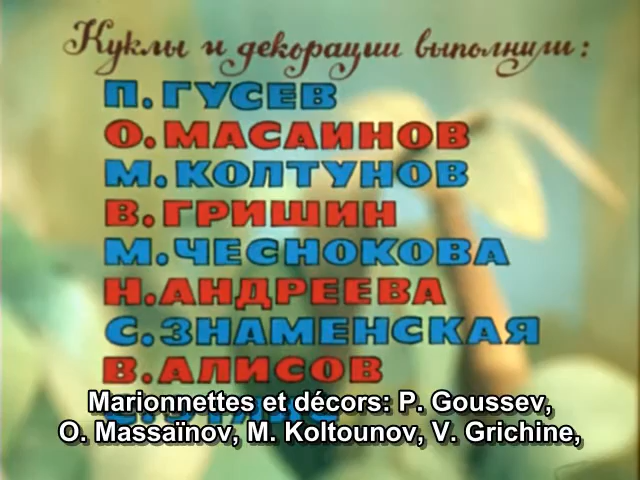 Куклы и декорации выполнили:
П.ГУСЕВ
О.МАСАИНОВ
М.КОЛТУНОВ
В.ГРИШИН
М.ЧЕСНОКОВА
Н.АНДРЕЕВА
С.ЗНАМЕНСКАЯ
В.АЛИСОВ
Marionnettes et décors: P. Goussev,
O. Massaïnov, M. Koltounov, V. Grichine,